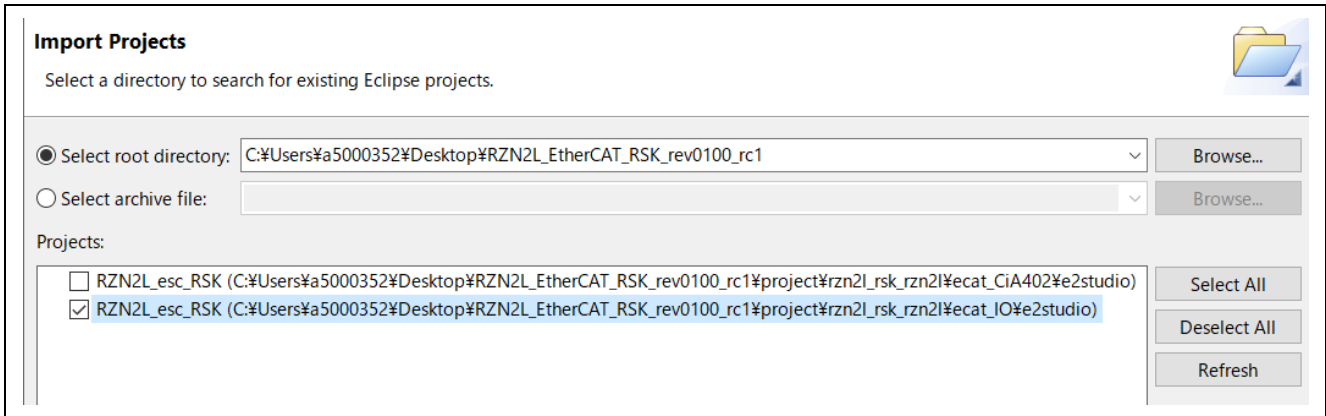 Import Projects
Select a directory to search for existing Eclipse projects.
Select root directory: C:¥Users¥a5000352¥Desktop¥RZN2L_EtherCAT_RSK_rev0100_rc1 Browse...
Select archive file: Browse...
Projects:
RZN2L_esc_RSK (C:¥Users¥a5000352¥Desktop¥RZN2L_EtherCAT_RSK_rev0100_rc1¥project¥rzn2l_rsk_rzn2l¥ecat_CiA402¥e2studio) Select All
RZN2L_esc_RSK (C:¥Users¥a5000352¥Desktop¥RZN2L_EtherCAT_RSK_rev0100_rc1¥project¥rzn2l_rsk_rzn2l¥ecat_IO¥e2studio)
Deselect All
Refresh